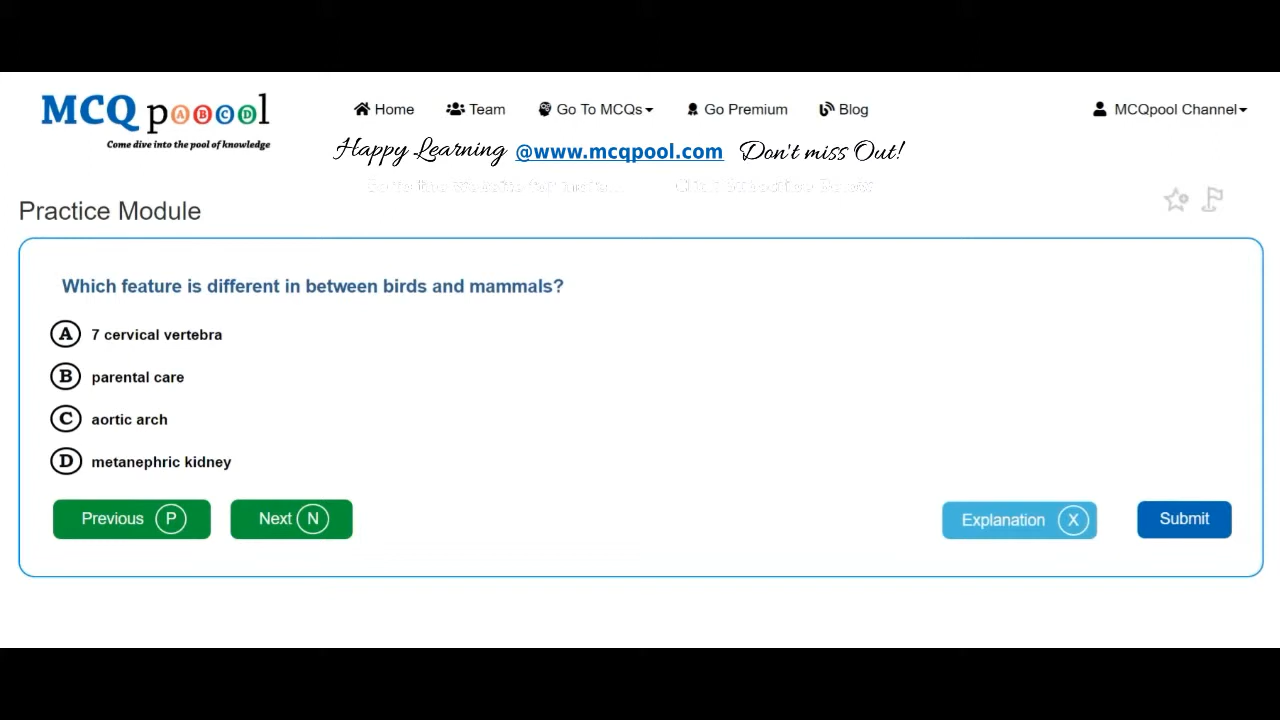 MCQ pooool
Come dive into the pool of knowledge
Home Team Go To MCQs Go Premium Blog MCQpool Channel
Happy Learning @www.mcqpool.com Don't miss Out!
Practice Module
Which feature is different in between birds and mammals?
A 7 cervical vertebra
B parental care
C aortic arch
D metanephric kidney
Previous P Next N Explanation X Submit